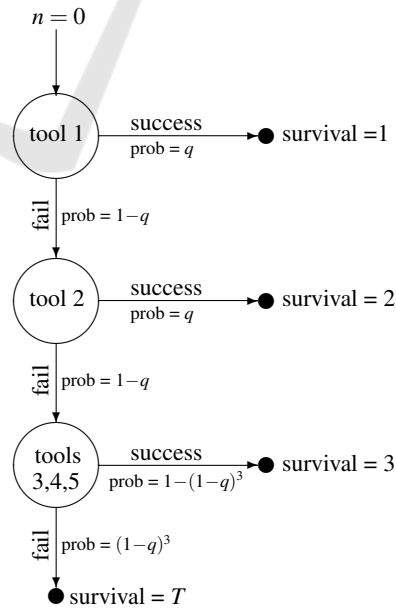 n = 0
tool 1
success
prob = q
survival =1
fail
prob = 1−q
tool 2
success
prob = q
survival = 2
fail
prob = 1−q
tools
3,4,5
success
prob = 1−(1−q)³
survival = 3
fail
prob = (1−q)³
survival = T